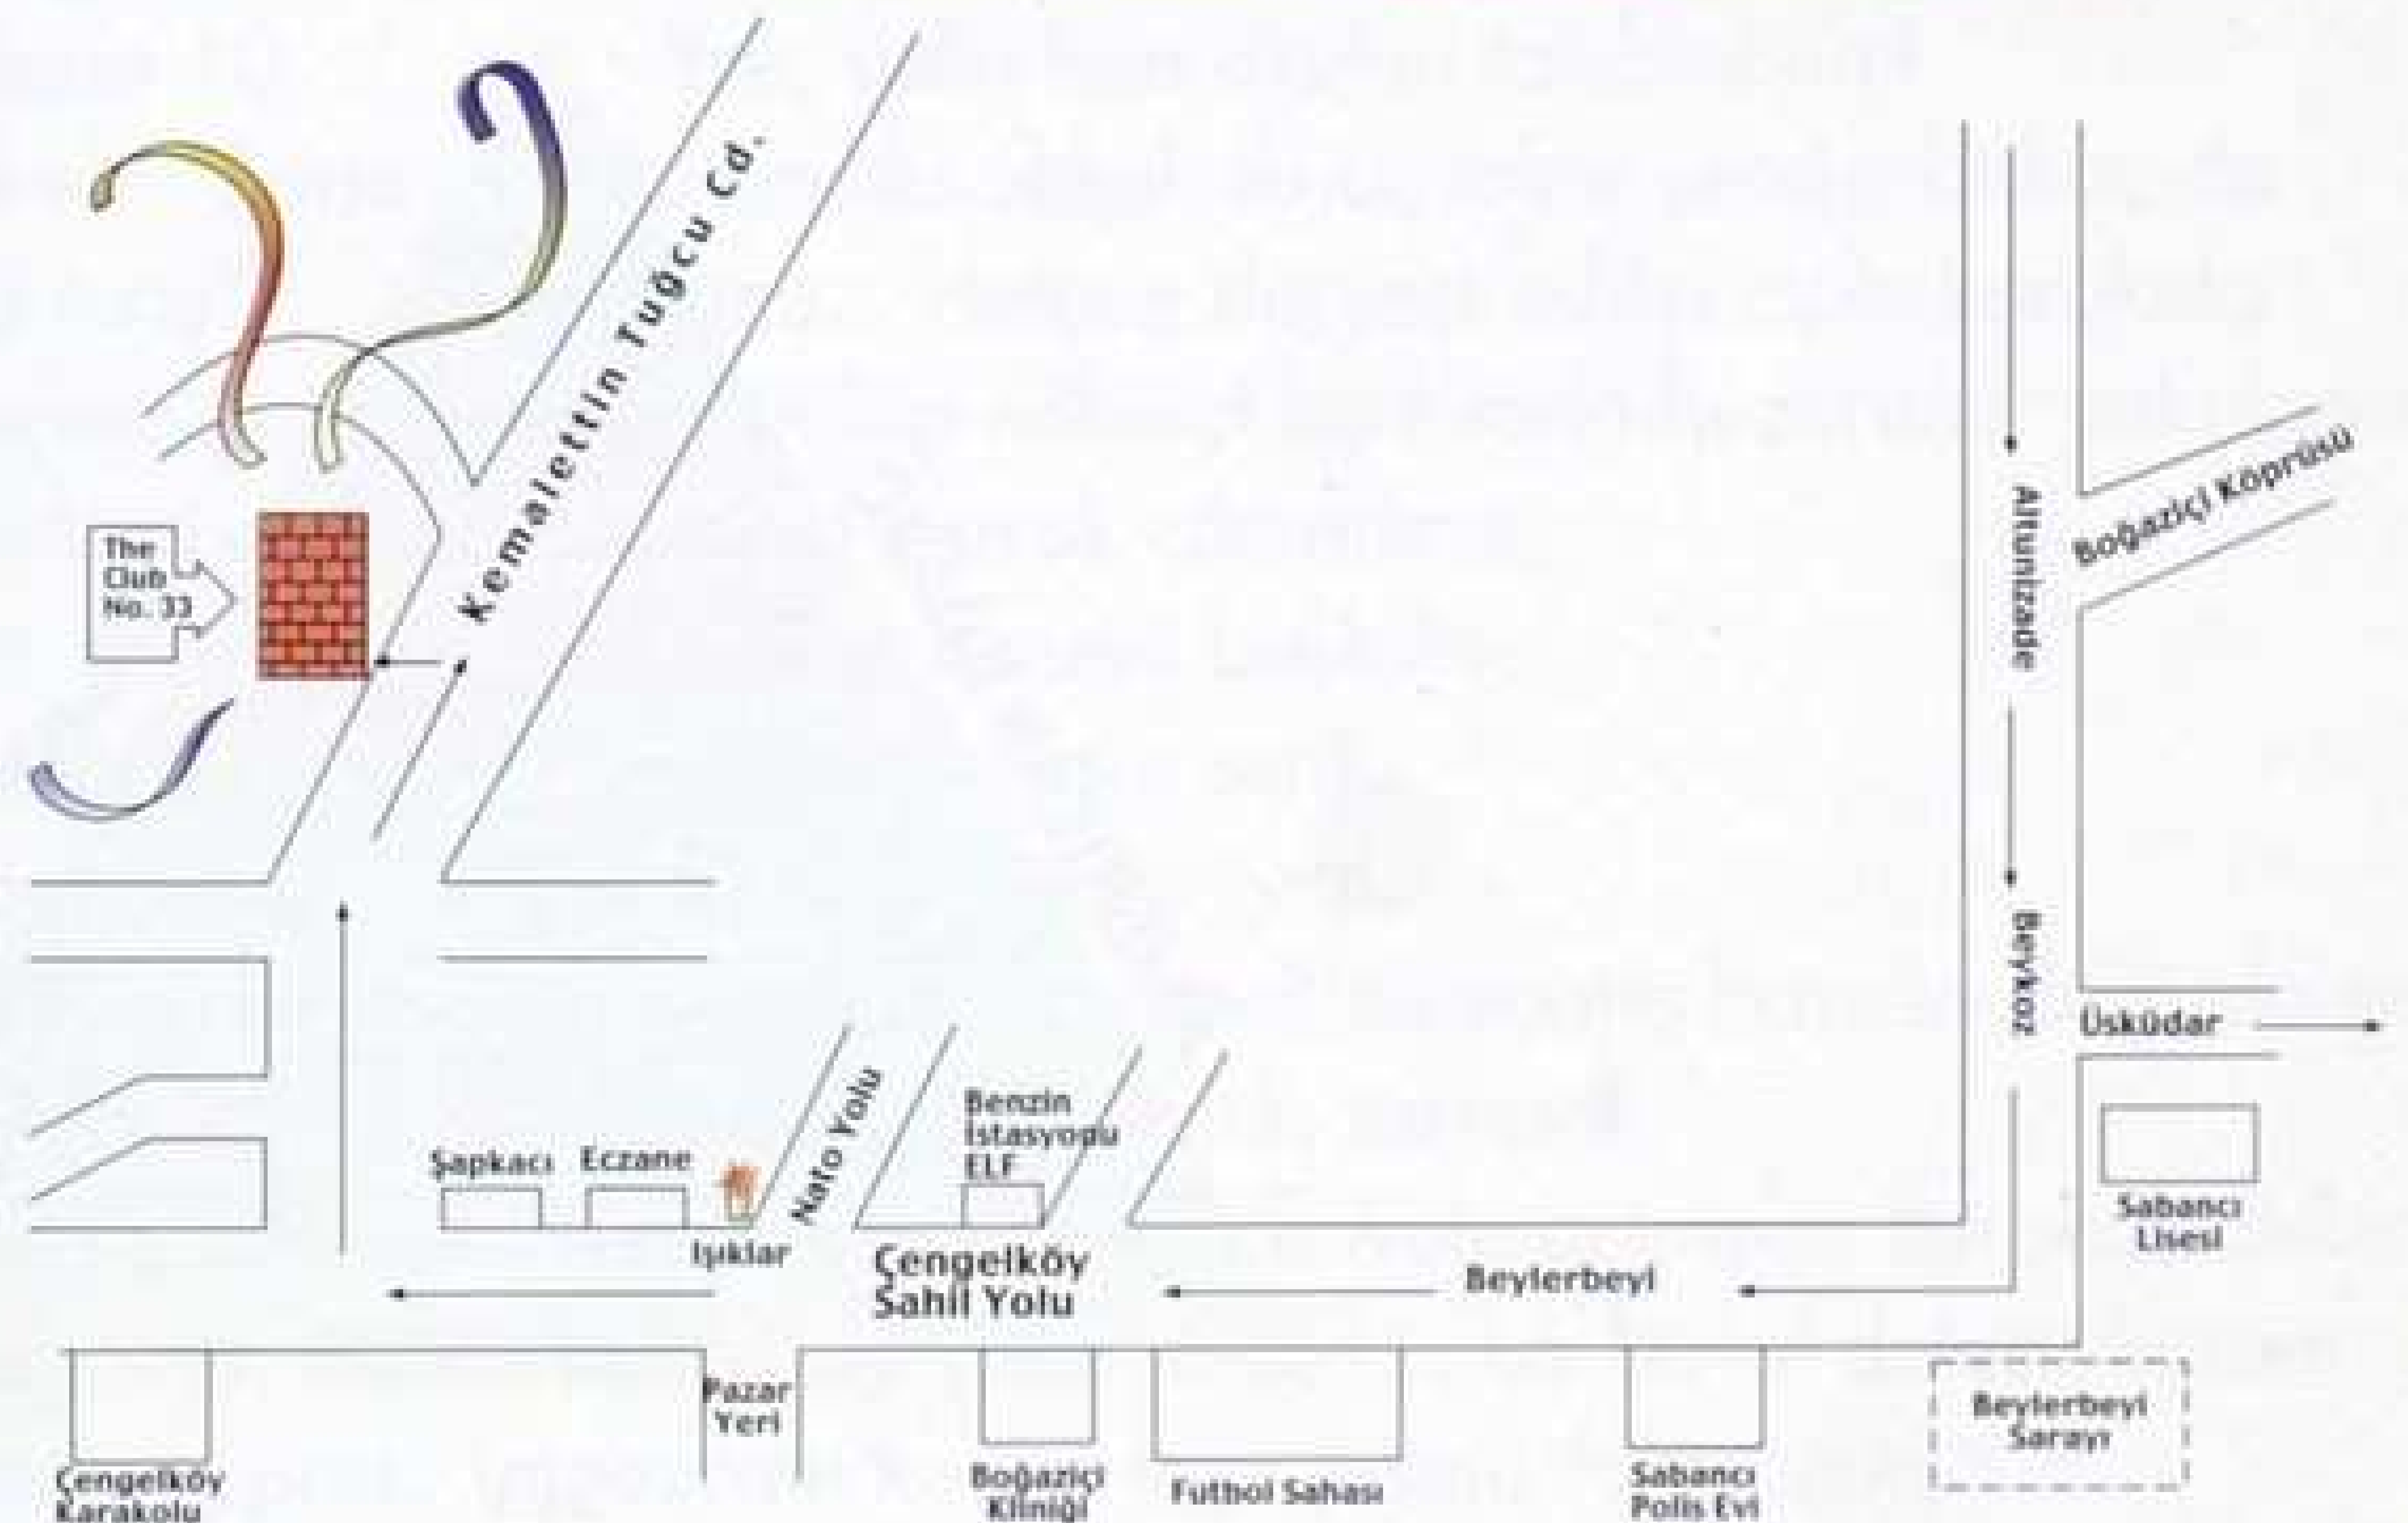 Kemalettin Tuğcu Cd.
The
Club
No. 33
Altunizade
Boğaziçi Köprüsü
Beykoz
Üsküdar
Sabancı
Lisesi
Şapkacı
Eczane
Işıklar
Nato Yolu
Benzin
İstasyonu
ELF
Çengelköy
Sahil Yolu
Beylerbeyi
Çengelköy
Karakolu
Pazar
Yeri
Boğaziçi
Kliniği
Futbol Sahası
Sabancı
Polis Evi
Beylerbeyi
Sarayı